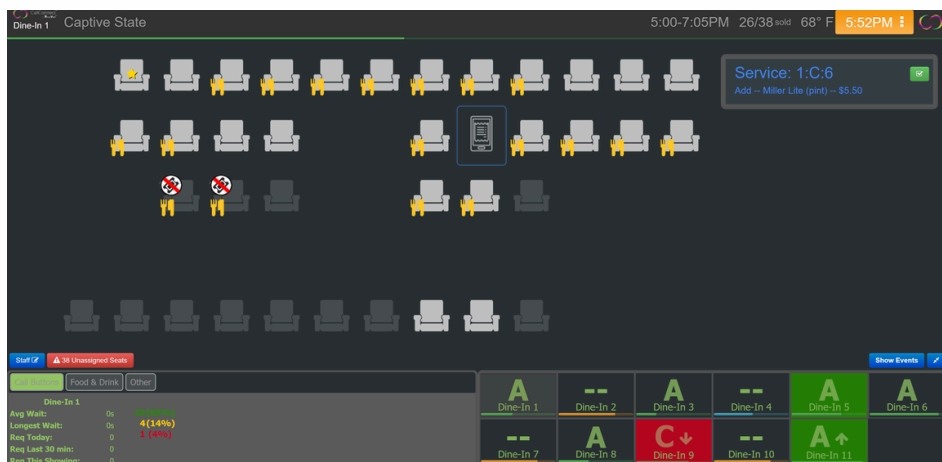 Dine-In 1 Captive State 5:00-7:05PM 26/38 sold 68° F 5:52PM
Service: 1:C:6
Add -- Miller Lite (pint) -- $5.50
Staff 38 Unassigned Seats Show Events
Call Buttons Food & Drink Other
Dine-In 1
Avg Wait: 0s
Longest Wait: 0s 4(14%)
Req Today: 0 1 (4%)
Req Last 30 min: 0
Req This Showing: 0
A -- A -- A A
Dine-In 1 Dine-In 2 Dine-In 3 Dine-In 4 Dine-In 5 Dine-In 6
-- A C -- A
Dine-In 7 Dine-In 8 Dine-In 9 Dine-In 10 Dine-In 11